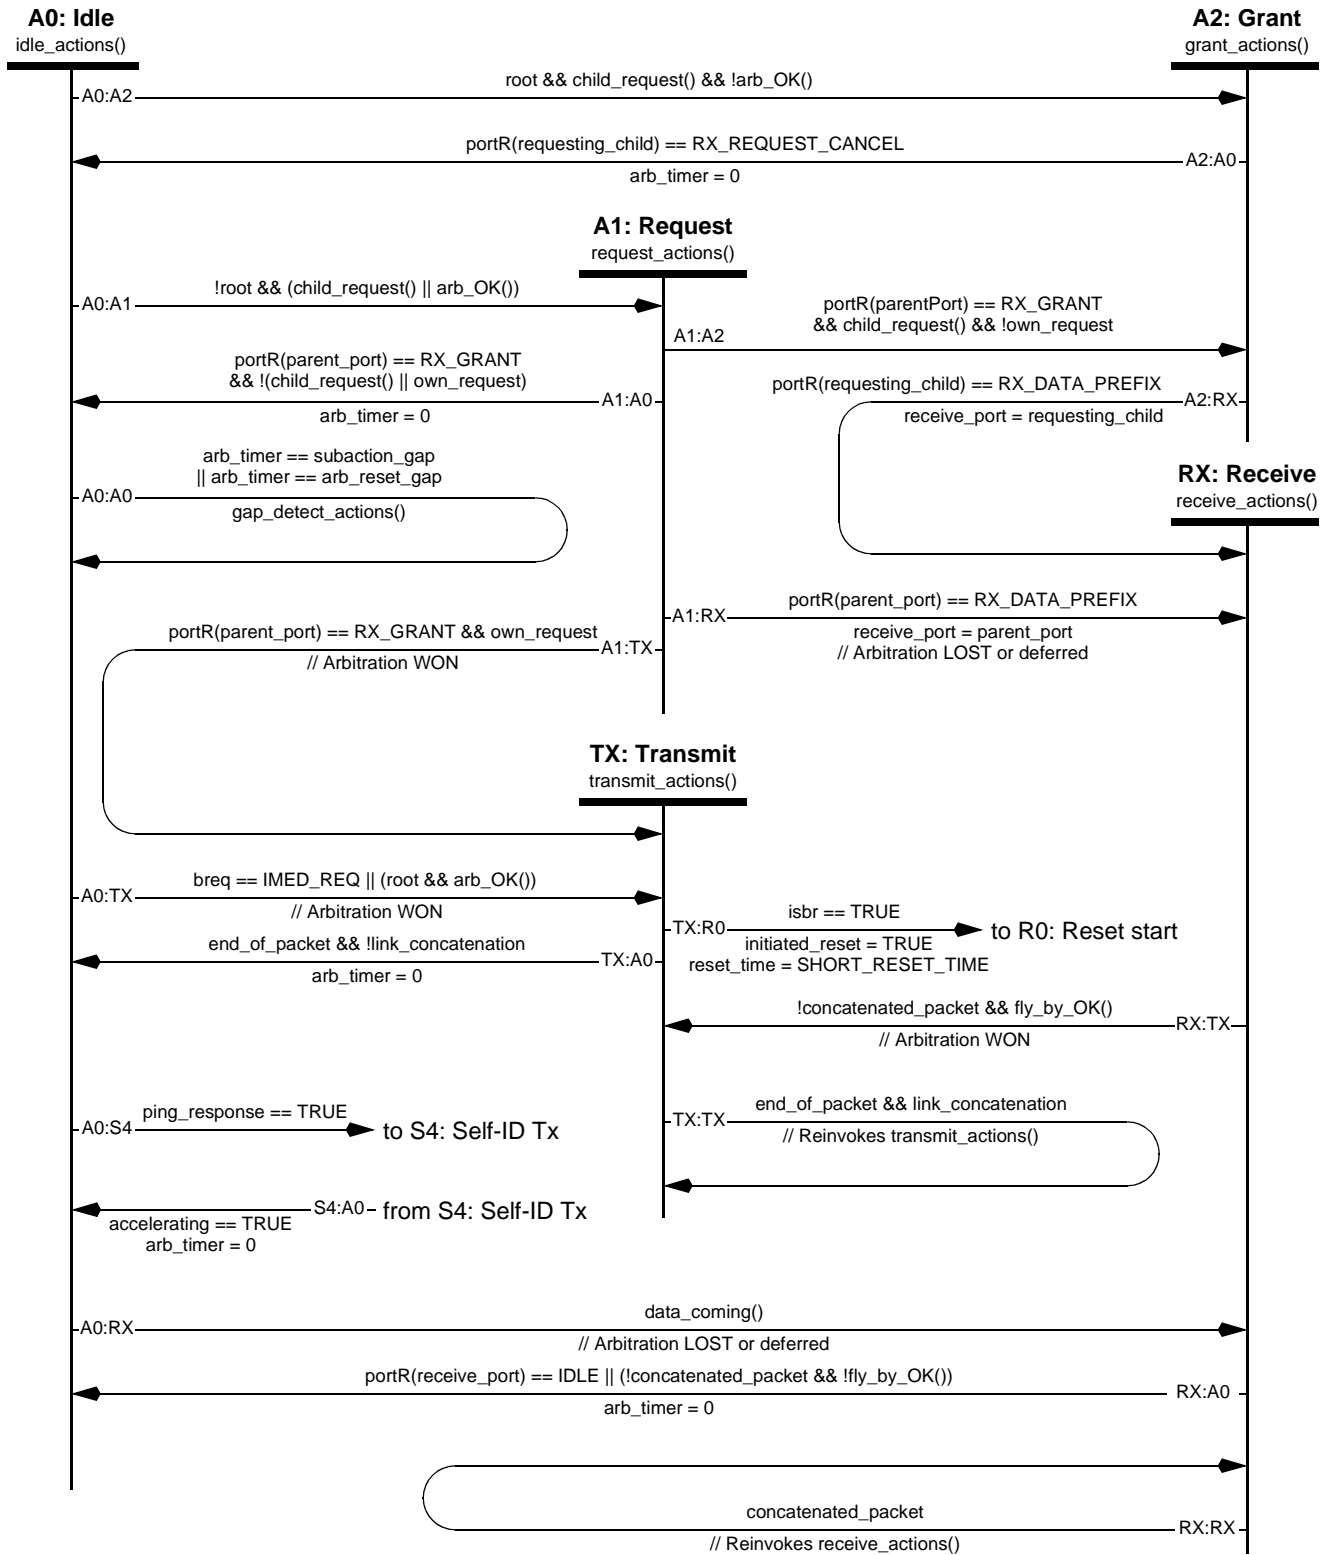 A0: Idle
idle_actions()
A2: Grant
grant_actions()
root && child_request() && !arb_OK()
A0:A2
portR(requesting_child) == RX_REQUEST_CANCEL
A2:A0
arb_timer = 0
A1: Request
request_actions()
!root && (child_request() || arb_OK())
A0:A1
portR(parentPort) == RX_GRANT
&& child_request() && !own_request
A1:A2
portR(parent_port) == RX_GRANT
&& !(child_request() || own_request)
A1:A0
arb_timer = 0
portR(requesting_child) == RX_DATA_PREFIX
A2:RX
receive_port = requesting_child
arb_timer == subaction_gap
|| arb_timer == arb_reset_gap
A0:A0
gap_detect_actions()
RX: Receive
receive_actions()
portR(parent_port) == RX_DATA_PREFIX
A1:RX
receive_port = parent_port
// Arbitration LOST or deferred
portR(parent_port) == RX_GRANT && own_request
A1:TX
// Arbitration WON
TX: Transmit
transmit_actions()
breq == IMED_REQ || (root && arb_OK())
A0:TX
// Arbitration WON
isbr == TRUE
TX:R0
to R0: Reset start
initiated_reset = TRUE
reset_time = SHORT_RESET_TIME
end_of_packet && !link_concatenation
TX:A0
arb_timer = 0
!concatenated_packet && fly_by_OK()
RX:TX
// Arbitration WON
ping_response == TRUE
A0:S4
to S4: Self-ID Tx
end_of_packet && link_concatenation
TX:TX
// Reinvokes transmit_actions()
S4:A0
from S4: Self-ID Tx
accelerating == TRUE
arb_timer = 0
data_coming()
A0:RX
// Arbitration LOST or deferred
portR(receive_port) == IDLE || (!concatenated_packet && !fly_by_OK())
RX:A0
arb_timer = 0
concatenated_packet
RX:RX
// Reinvokes receive_actions()